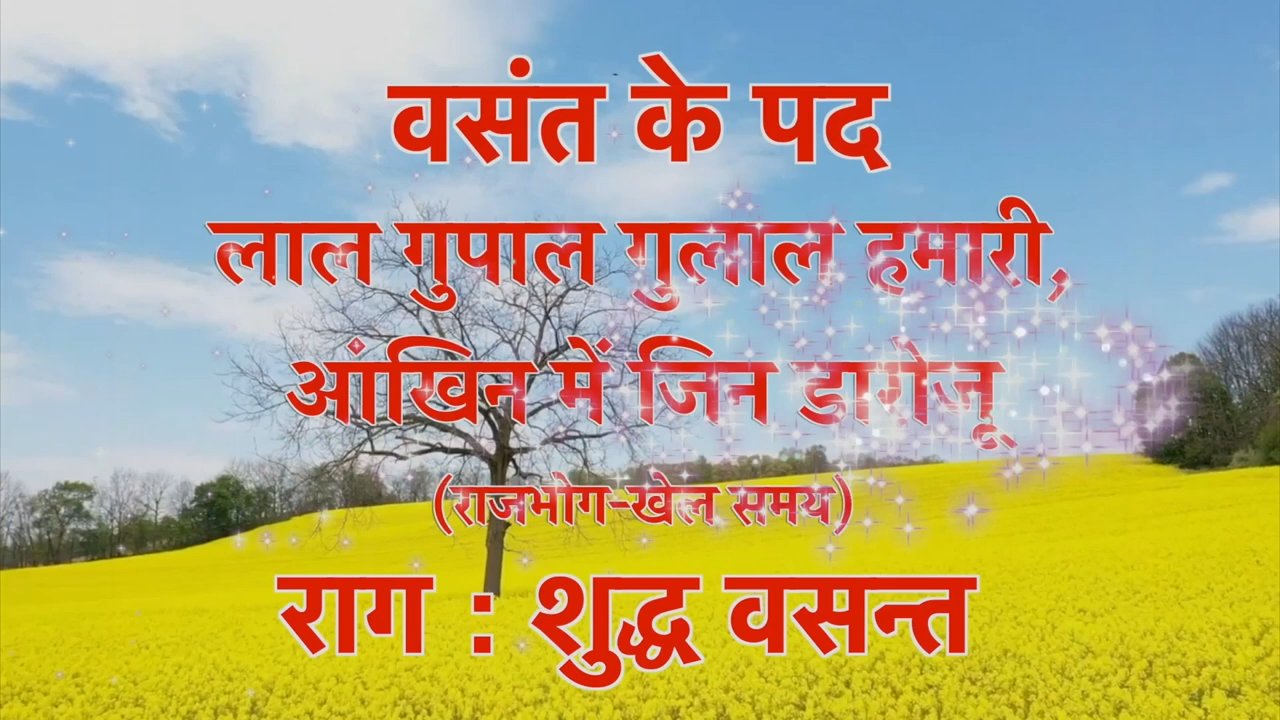 वसंत के पद
लाल गुपाल गुलाल हमारी,
आंखिन में जिन डारोजू
(राजभोग-खेल समय)
राग : शुद्ध वसन्त